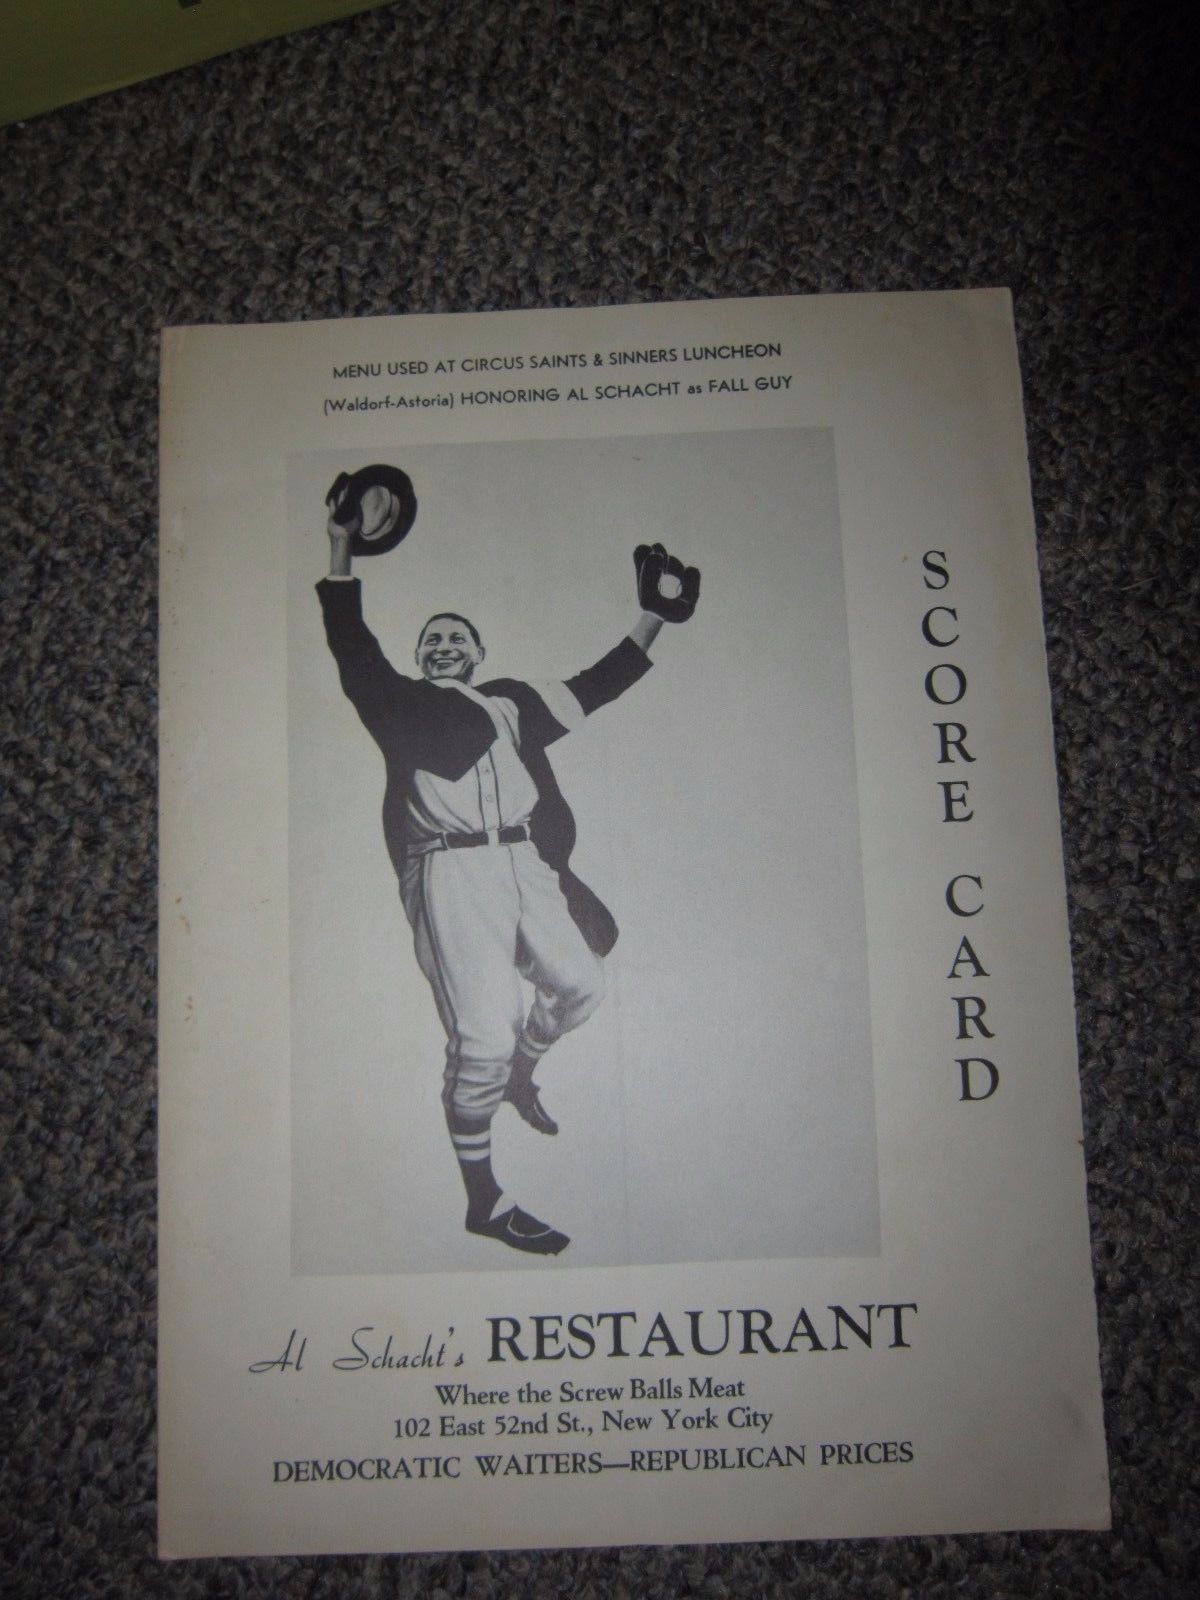 MENU USED AT CIRCUS SAINTS & SINNERS LUNCHEON
(Waldorf-Astoria) HONORING AL SCHACHT as FALL GUY
SCORE CARD
Al Schacht's RESTAURANT
Where the Screw Balls Meat
102 East 52nd St., New York City
DEMOCRATIC WAITERS—REPUBLICAN PRICES